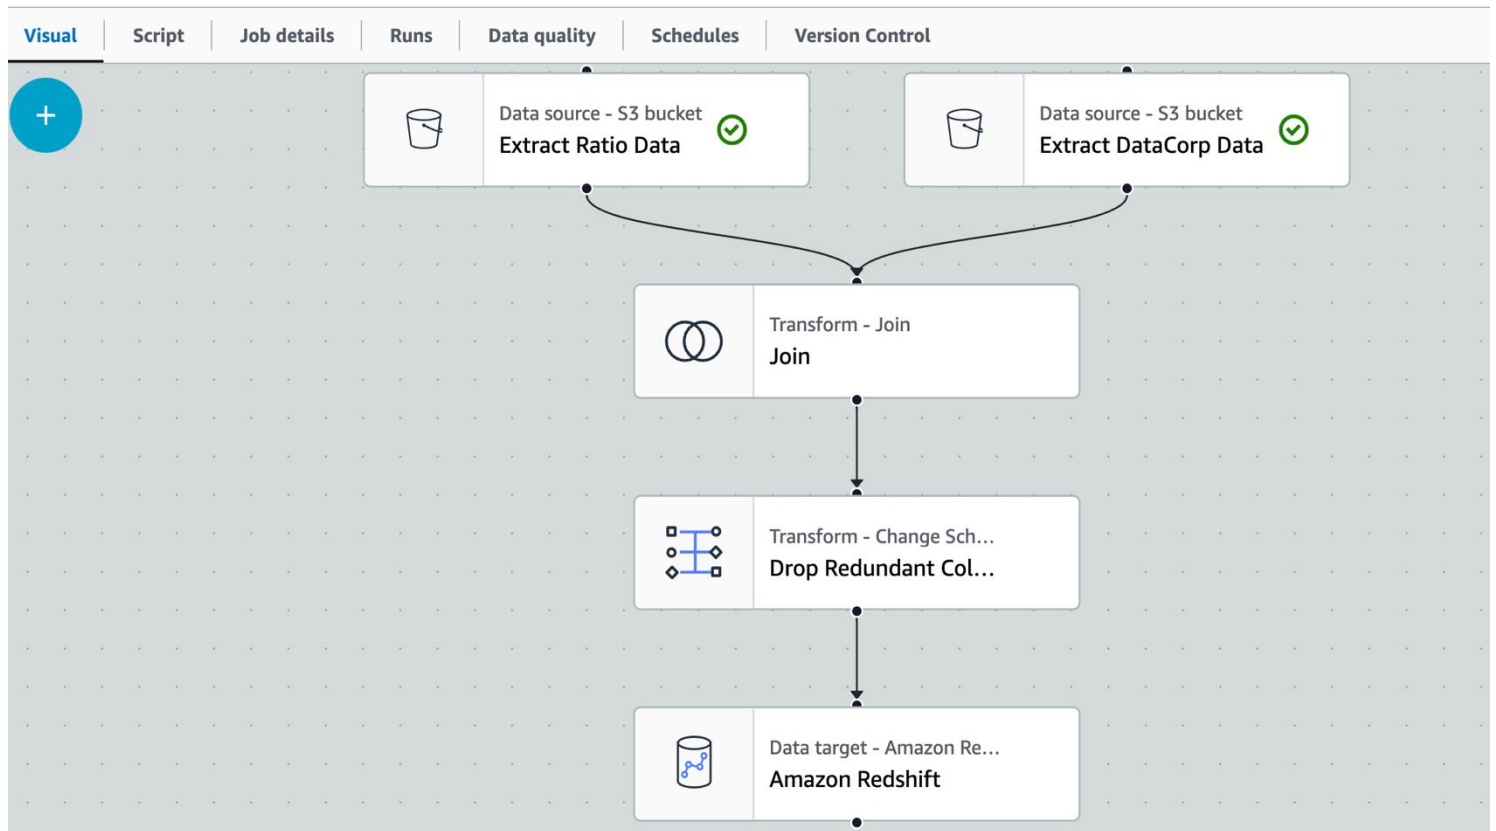 Visual
Script
Job details
Runs
Data quality
Schedules
Version Control
+
Data source - S3 bucket
Extract Ratio Data
Data source - S3 bucket
Extract DataCorp Data
Transform - Join
Join
Transform - Change Sch...
Drop Redundant Col...
Data target - Amazon Re...
Amazon Redshift